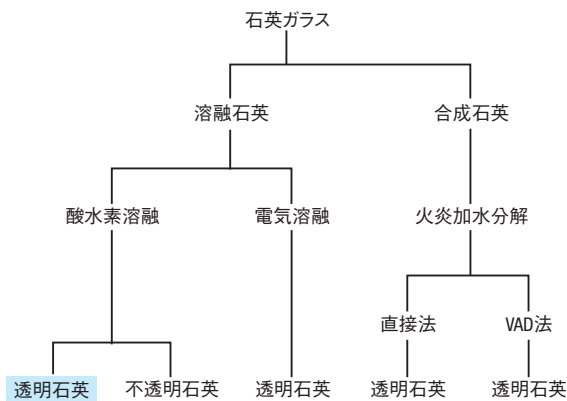 石英ガラス
溶融石英
合成石英
酸水素溶融
電気溶融
火炎加水分解
直接法
VAD法
透明石英
不透明石英
透明石英
透明石英
透明石英